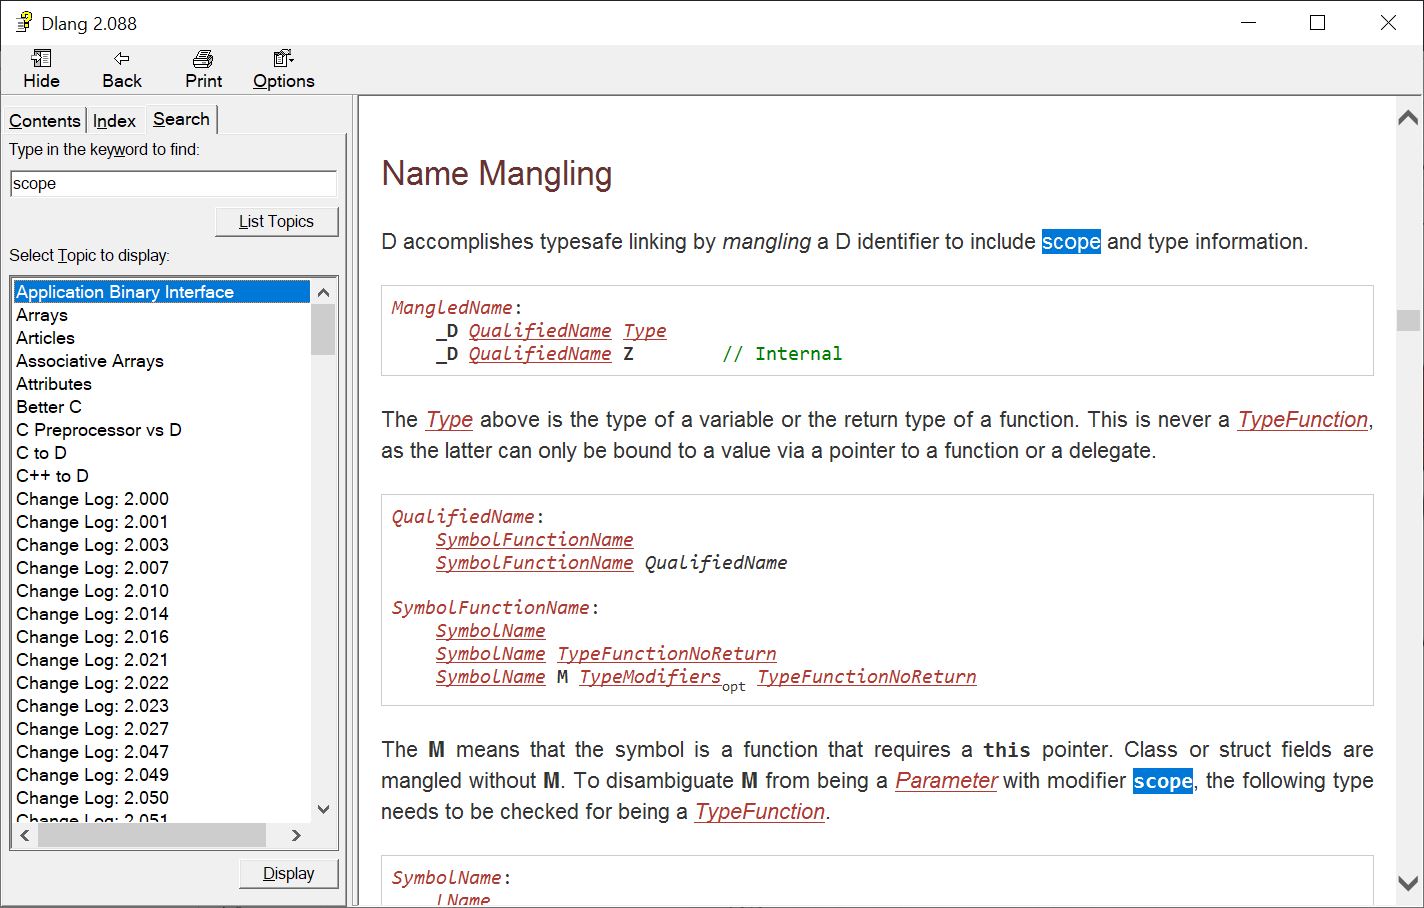 Dlang 2.088
Hide Back Print Options
Contents Index Search
Type in the keyword to find:
scope
List Topics
Select Topic to display:
Application Binary Interface
Arrays
Articles
Associative Arrays
Attributes
Better C
C Preprocessor vs D
C to D
C++ to D
Change Log: 2.000
Change Log: 2.001
Change Log: 2.003
Change Log: 2.007
Change Log: 2.010
Change Log: 2.014
Change Log: 2.016
Change Log: 2.021
Change Log: 2.022
Change Log: 2.023
Change Log: 2.027
Change Log: 2.047
Change Log: 2.049
Change Log: 2.050
Change Log: 2.051
Display
Name Mangling
D accomplishes typesafe linking by mangling a D identifier to include scope and type information.
MangledName:
_D QualifiedName Type
_D QualifiedName Z // Internal
The Type above is the type of a variable or the return type of a function. This is never a TypeFunction,
as the latter can only be bound to a value via a pointer to a function or a delegate.
QualifiedName:
SymbolFunctionName
SymbolFunctionName QualifiedName
SymbolFunctionName:
SymbolName
SymbolName TypeFunctionNoReturn
SymbolName M TypeModifiers opt TypeFunctionNoReturn
The M means that the symbol is a function that requires a this pointer. Class or struct fields are
mangled without M. To disambiguate M from being a Parameter with modifier scope, the following type
needs to be checked for being a TypeFunction.
SymbolName:
LName